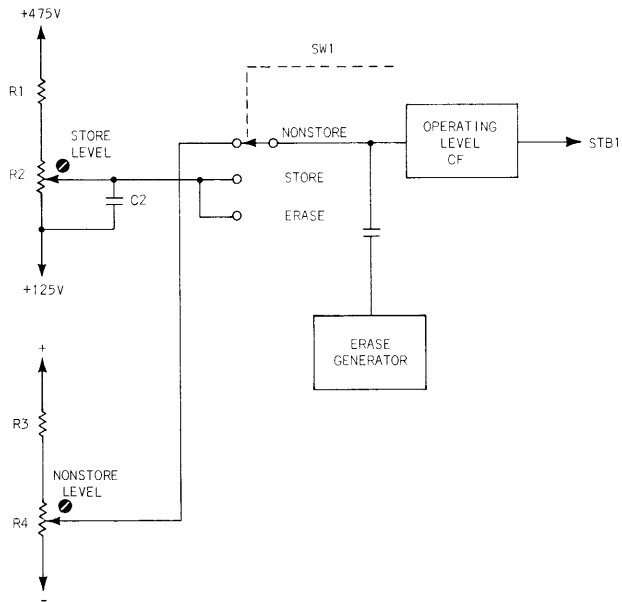 +475V
SW1
R1
STORE
LEVEL
NONSTORE
OPERATING
LEVEL
CF
STB1
R2
STORE
C2
ERASE
+125V
ERASE
GENERATOR
+
R3
NONSTORE
LEVEL
R4
-